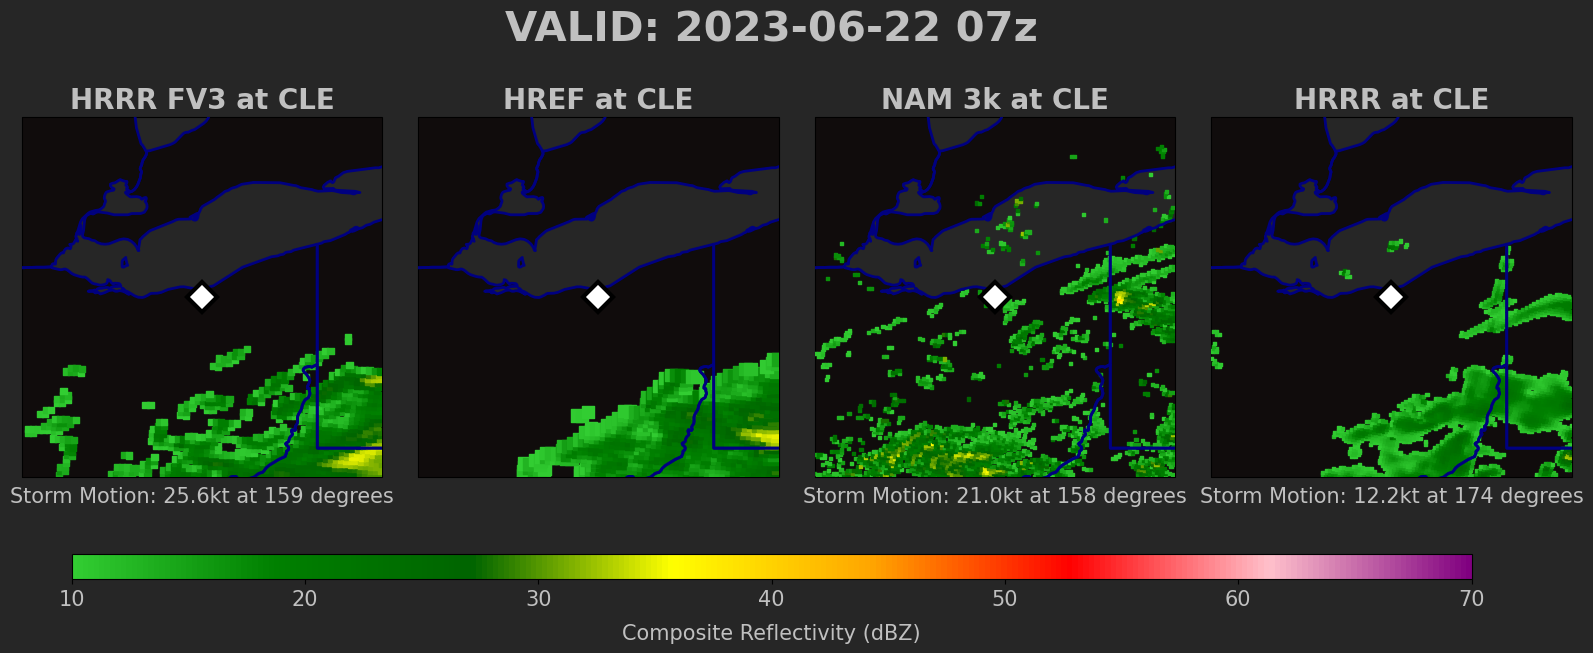 VALID: 2023-06-22 07z
HRRR FV3 at CLE
HREF at CLE
NAM 3k at CLE
HRRR at CLE
Storm Motion: 25.6kt at 159 degrees
Storm Motion: 21.0kt at 158 degrees
Storm Motion: 12.2kt at 174 degrees
10 20 30 40 50 60 70
Composite Reflectivity (dBZ)